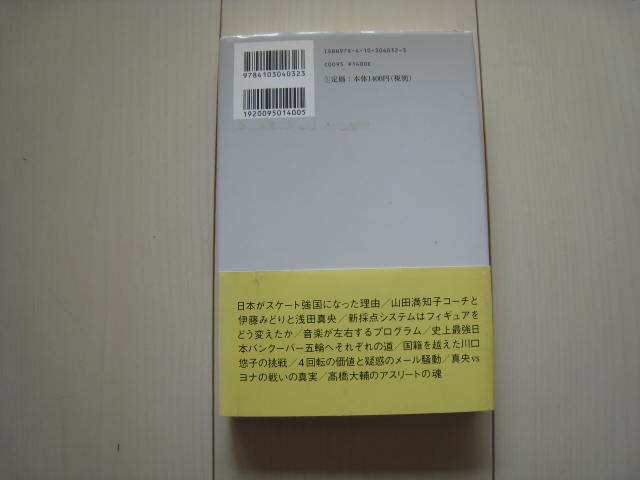 9784103040323
1920095014005
ISBN978-4-10-304032-3
C0095 ¥1400E
定価：本体1400円(税別)
日本がスケート強国になった理由／山田満知子コーチと
伊藤みどりと浅田真央／新採点システムはフィギュアを
どう変えたか／音楽が左右するプログラム／史上最強日
本バンクーバー五輪へそれぞれの道／国籍を越えた川口
悠子の挑戦／4回転の価値と疑惑のメール騒動／真央vs
ヨナの戦いの真実／髙橋大輔のアスリートの魂